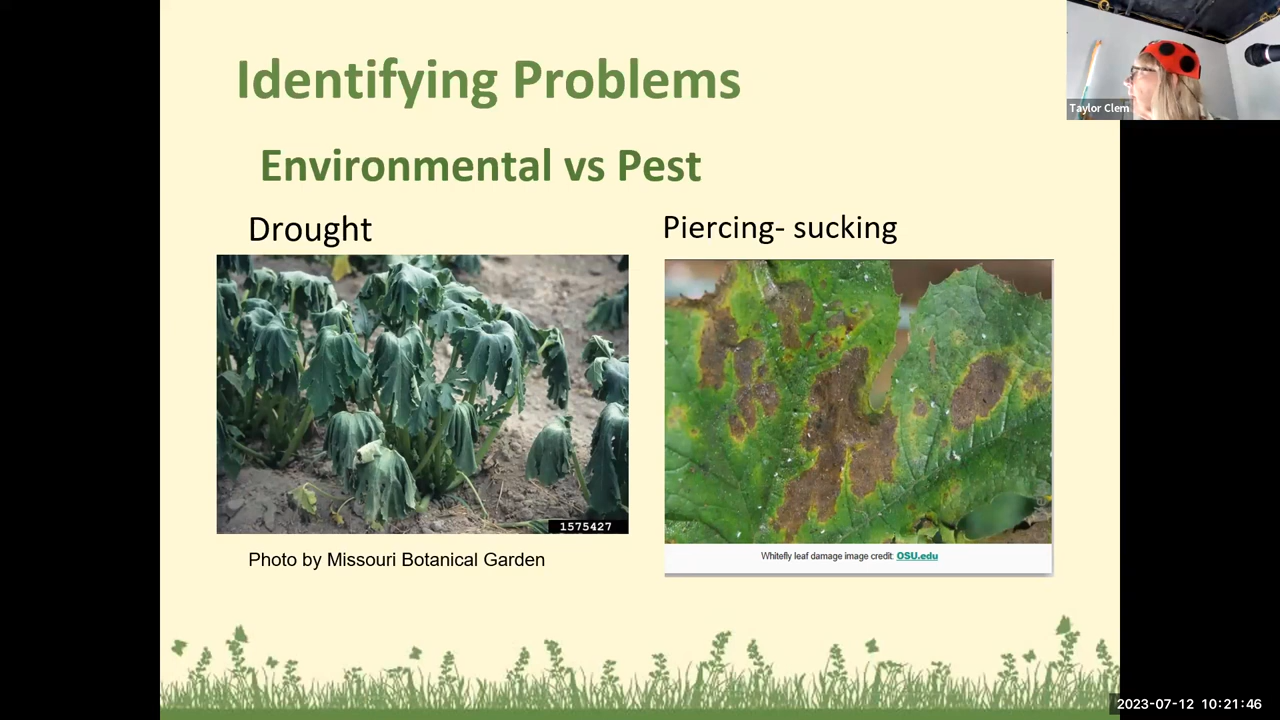 Identifying Problems
Taylor Clem
Environmental vs Pest
Drought
Piercing- sucking
1575427
Whitefly leaf damage image credit: OSU.edu
Photo by Missouri Botanical Garden
2023-07-12 10:21:46